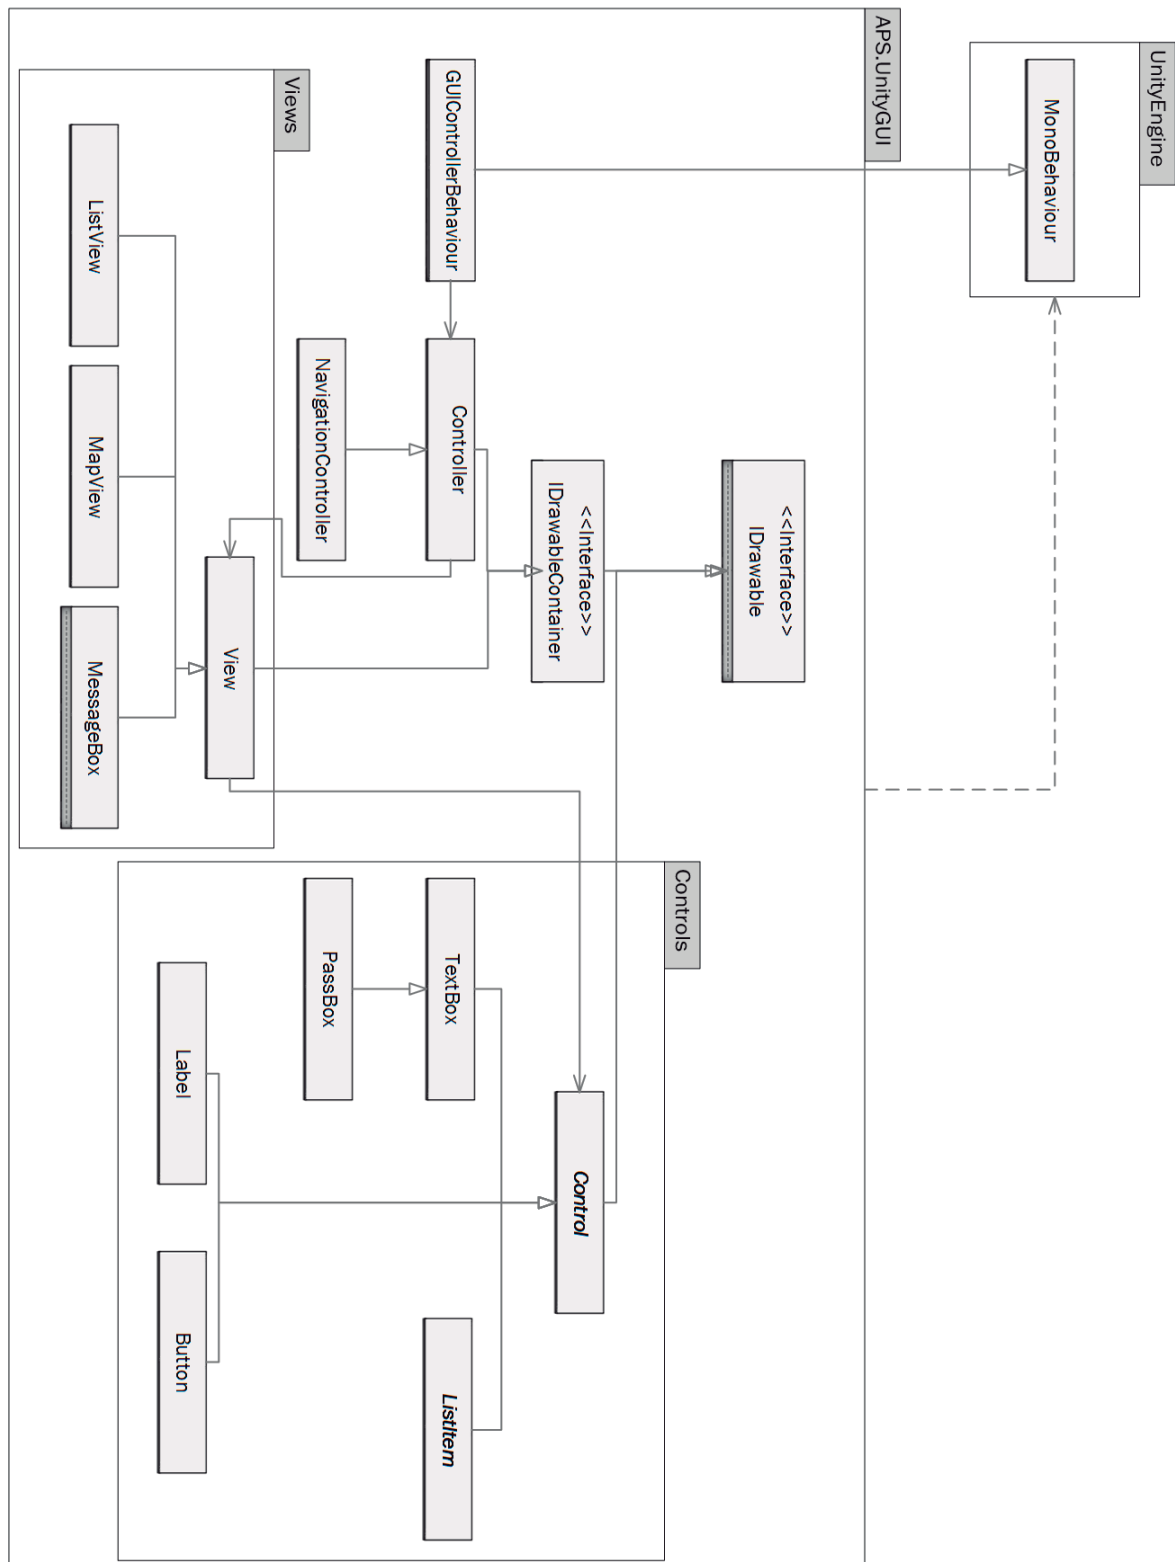 UnityEngine
MonoBehaviour
APS.UnityGUI
<<Interface>>
IDrawable
<<Interface>>
IDrawableContainer
GUIControllerBehaviour
Controller
NavigationController
Views
View
ListView
MapView
MessageBox
Controls
Control
TextBox
ListItem
PassBox
Label
Button